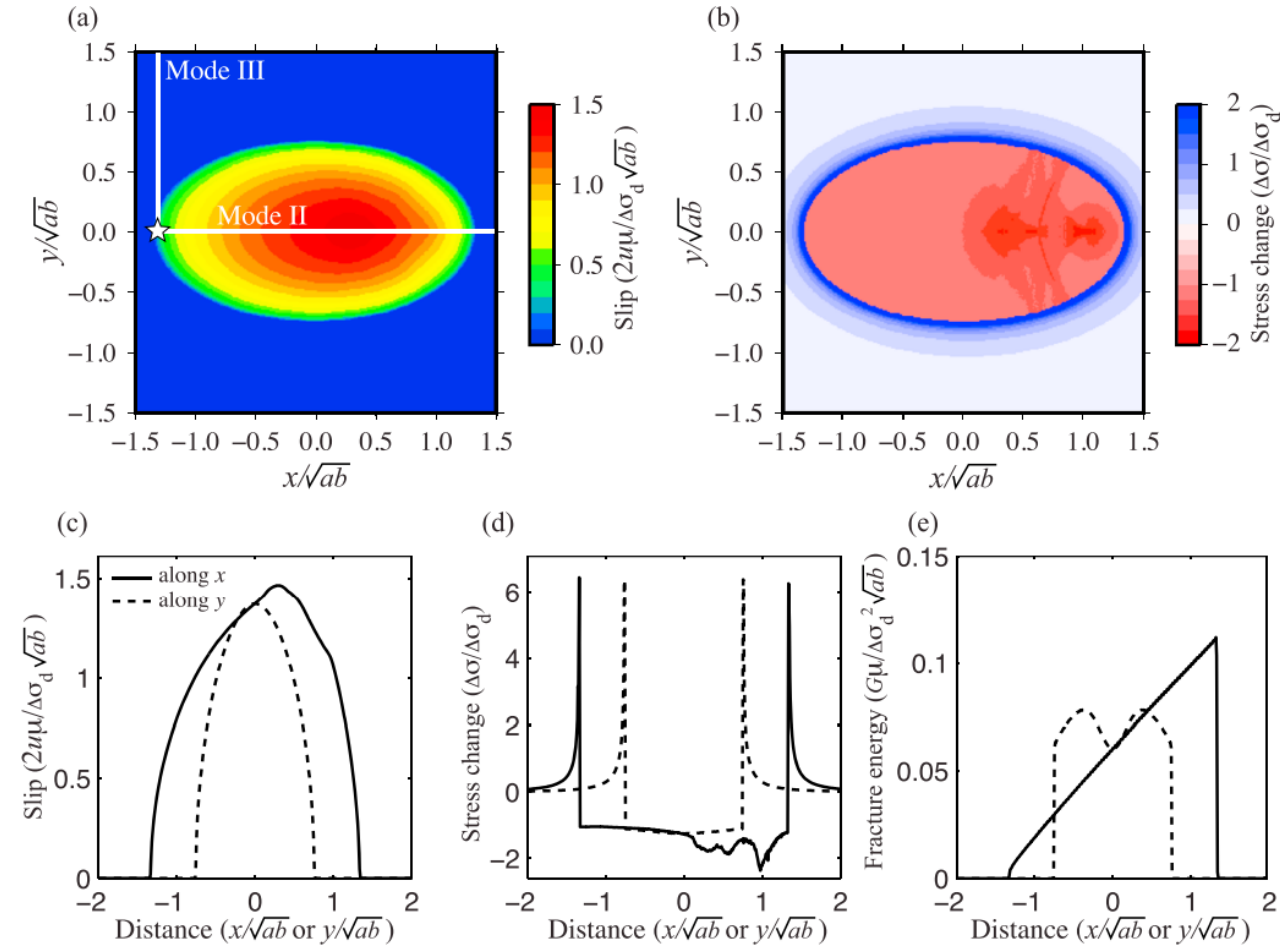 (a)
1.5
1.0
0.5
0.0
−0.5
−1.0
−1.5
y/√ab
Mode III
Mode II
−1.5 −1.0 −0.5 0.0 0.5 1.0 1.5
x/√ab
1.5
1.0
0.5
0.0
Slip (2uμ/Δσd√ab)
(b)
1.5
1.0
0.5
0.0
−0.5
−1.0
−1.5
y/√ab
−1.5 −1.0 −0.5 0.0 0.5 1.0 1.5
x/√ab
2
1
0
−1
−2
Stress change (Δσ/Δσd)
(c)
along x
along y
1.5
1
0.5
0
Slip (2uμ/Δσd√ab)
−2 −1 0 1 2
Distance (x/√ab or y/√ab)
(d)
6
4
2
0
−2
Stress change (Δσ/Δσd)
−2 −1 0 1 2
Distance (x/√ab or y/√ab)
(e)
0.15
0.1
0.05
0
Fracture energy (Gμ/Δσd²√ab)
−2 −1 0 1 2
Distance (x/√ab or y/√ab)